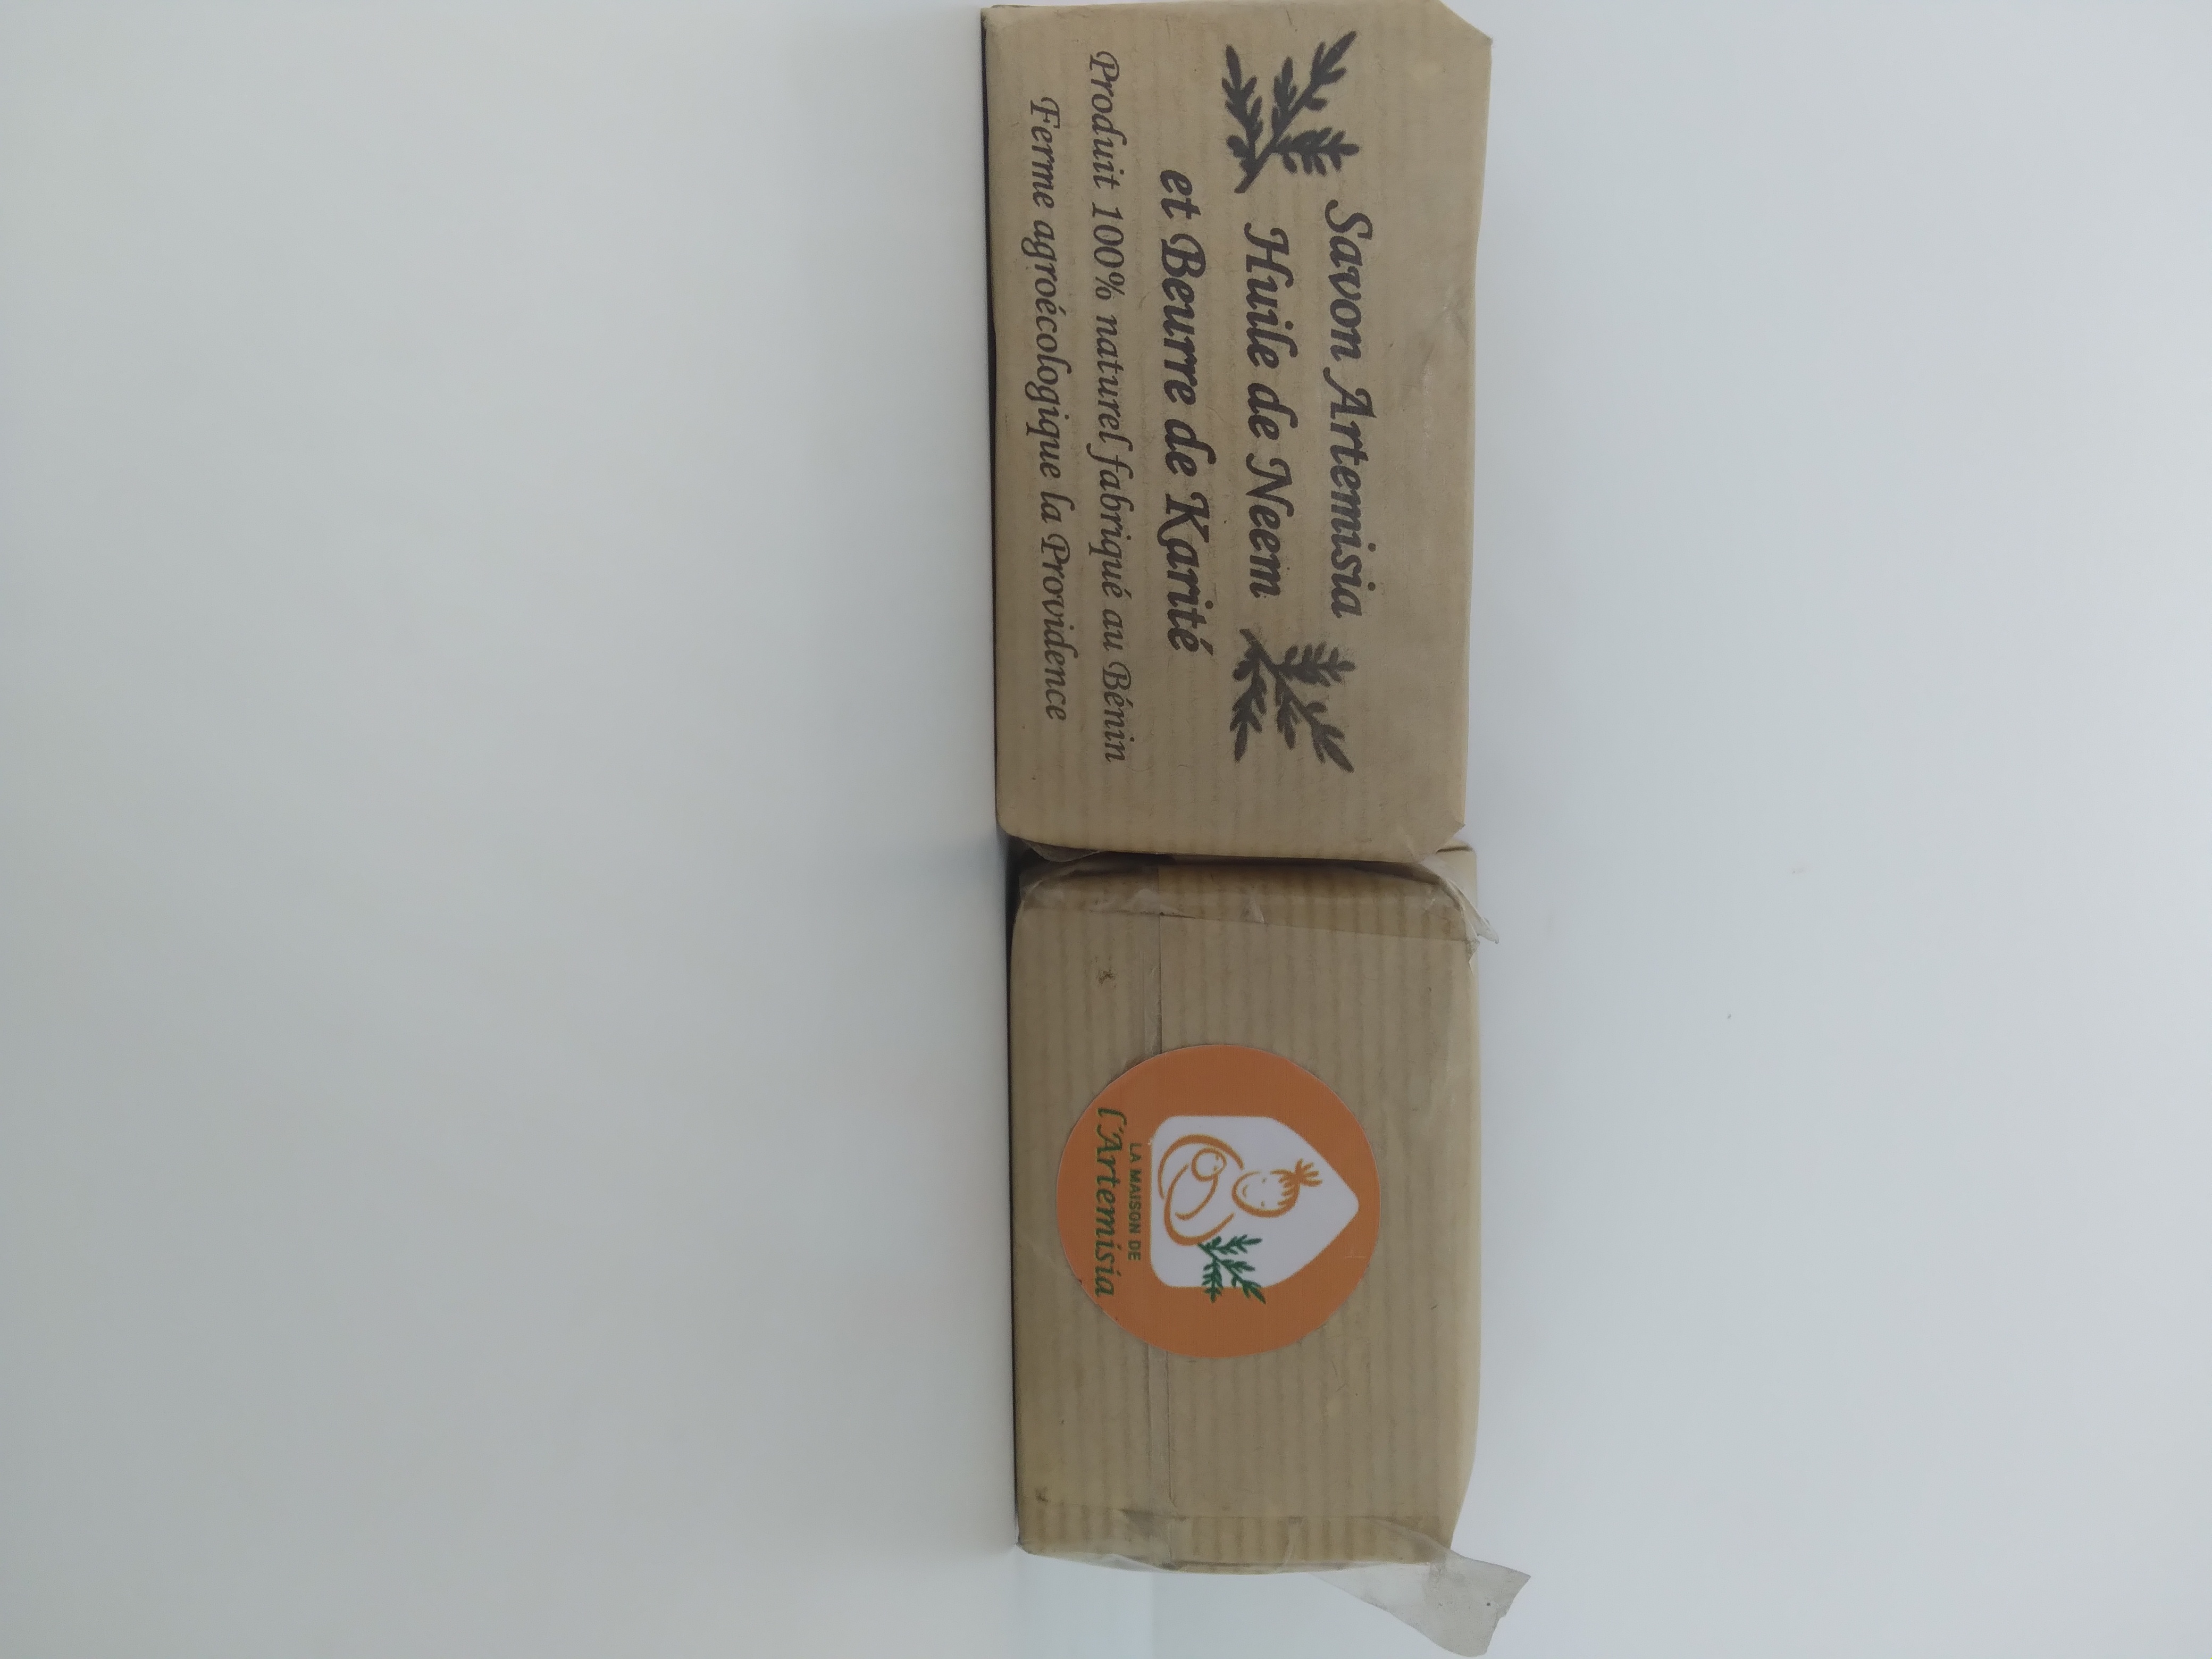 Savon Artemisia
Huile de Neem
et Beurre de Karité
Produit 100% naturel fabriqué au Bénin
Ferme agroécologique la Providence
LA MAISON DE
l'Artemisia